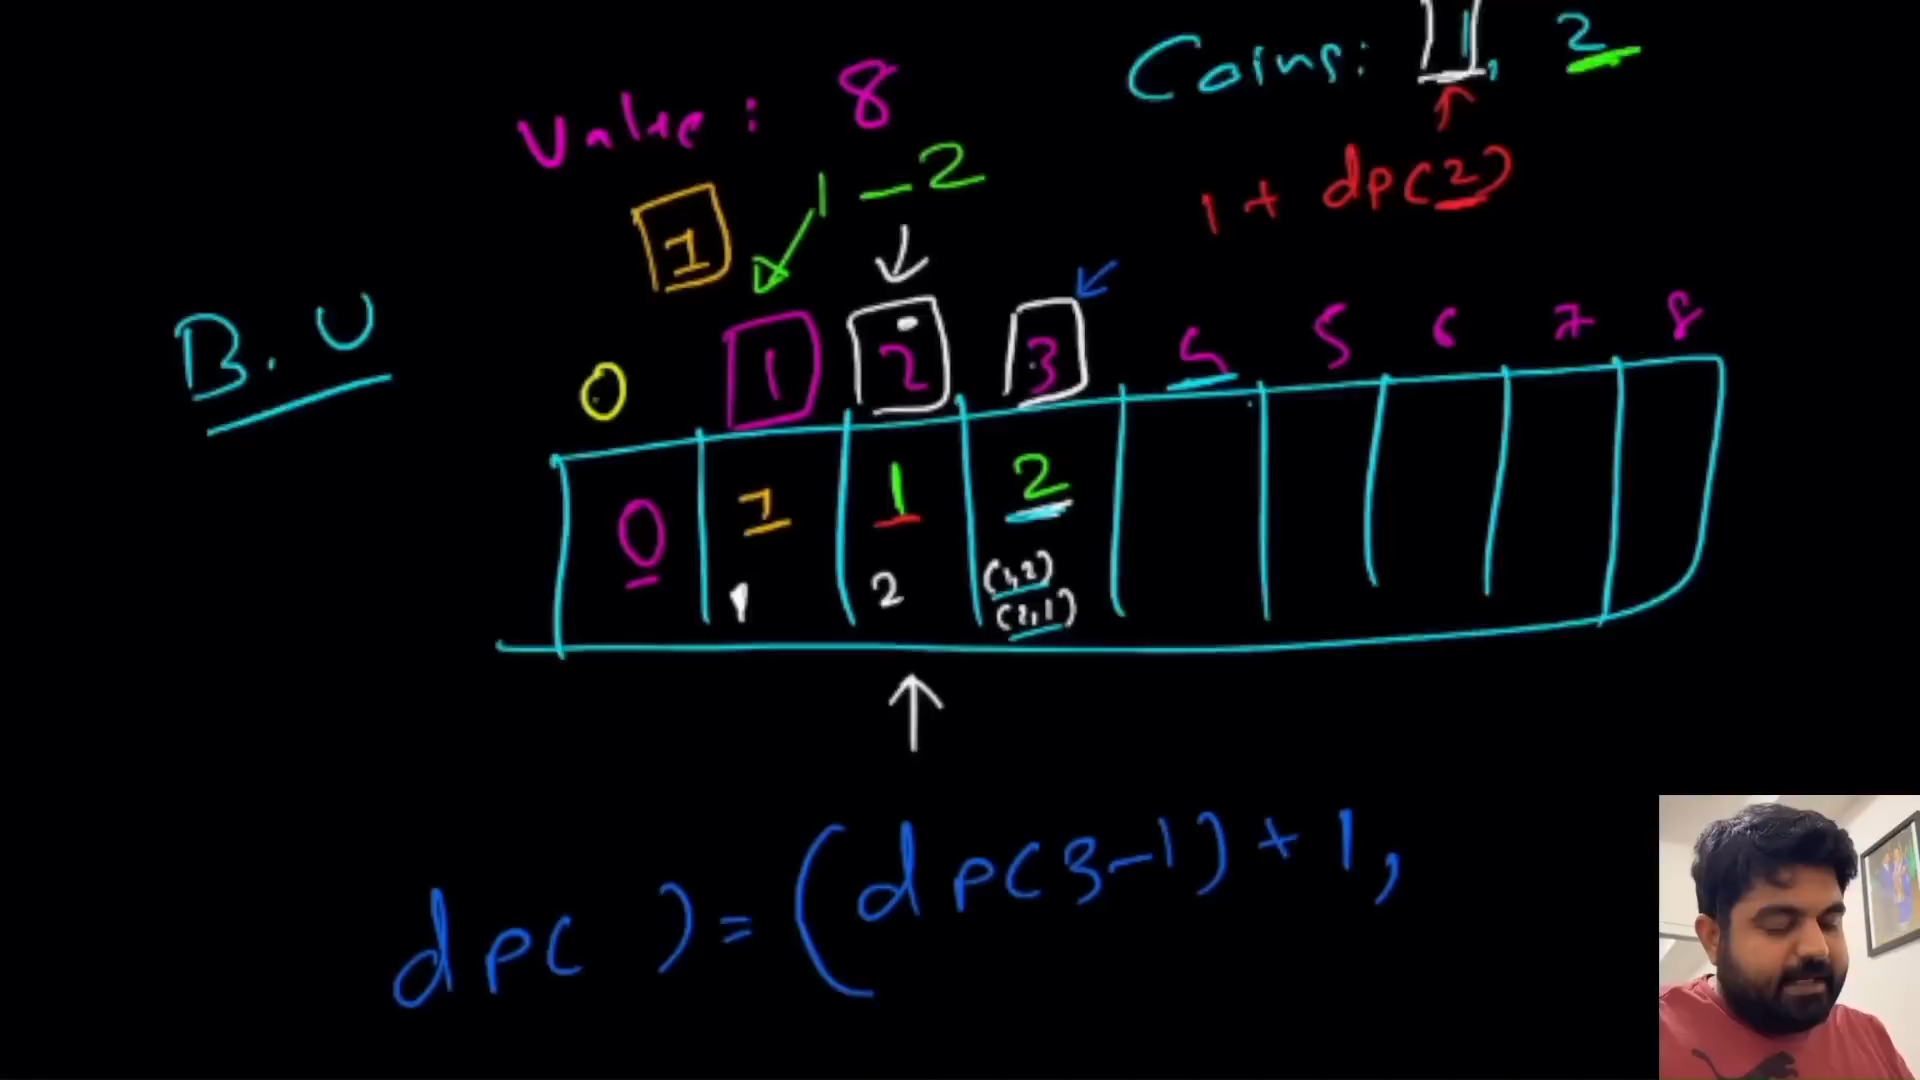 Coins: 1, 2
Value: 8
1 - 2
1 + dp(2)
1
B.U
0 1 2 3 4 5 6 7 8
0 1 1 2
1 2 (1,2)
(2,1)
dp( ) = (dp(3-1) + 1,